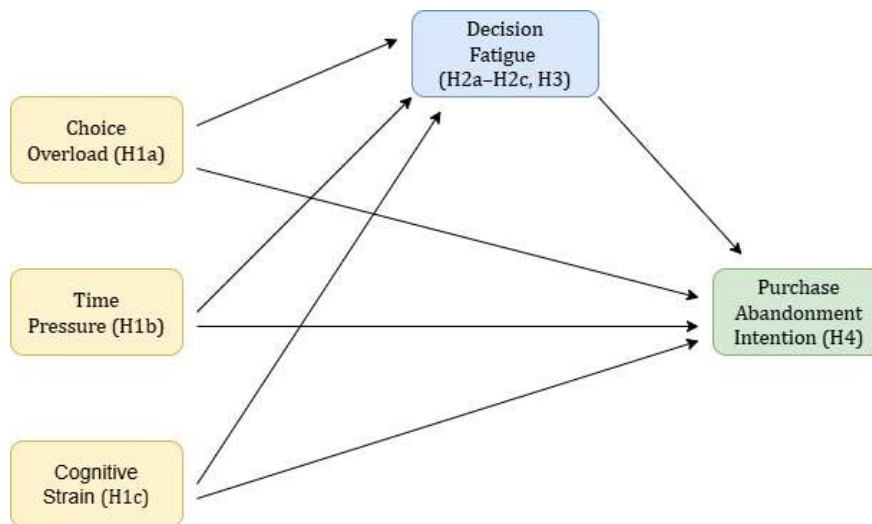 Decision
Fatigue
(H2a–H2c, H3)
Choice
Overload (H1a)
Time
Pressure (H1b)
Purchase
Abandonment
Intention (H4)
Cognitive
Strain (H1c)